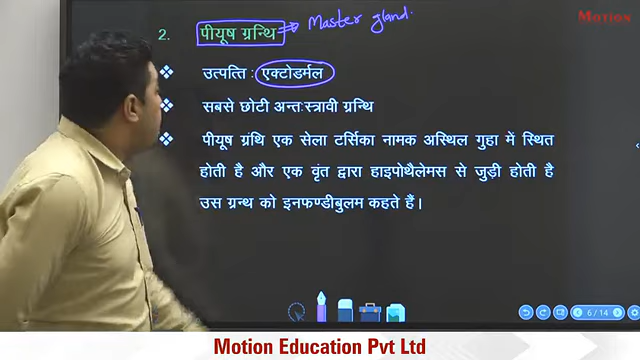 MOTION
2. पीयूष ग्रन्थि ⇒ Master gland.
❖ उत्पत्ति : एक्टोडर्मल
❖ सबसे छोटी अन्तःस्त्रावी ग्रन्थि
❖ पीयूष ग्रंथि एक सेला टर्सिका नामक अस्थिल गुहा में स्थित
होती है और एक वृंत द्वारा हाइपोथैलेमस से जुड़ी होती है
उस ग्रन्थ को इनफण्डीबुलम कहते हैं।
6 / 14
Motion Education Pvt Ltd